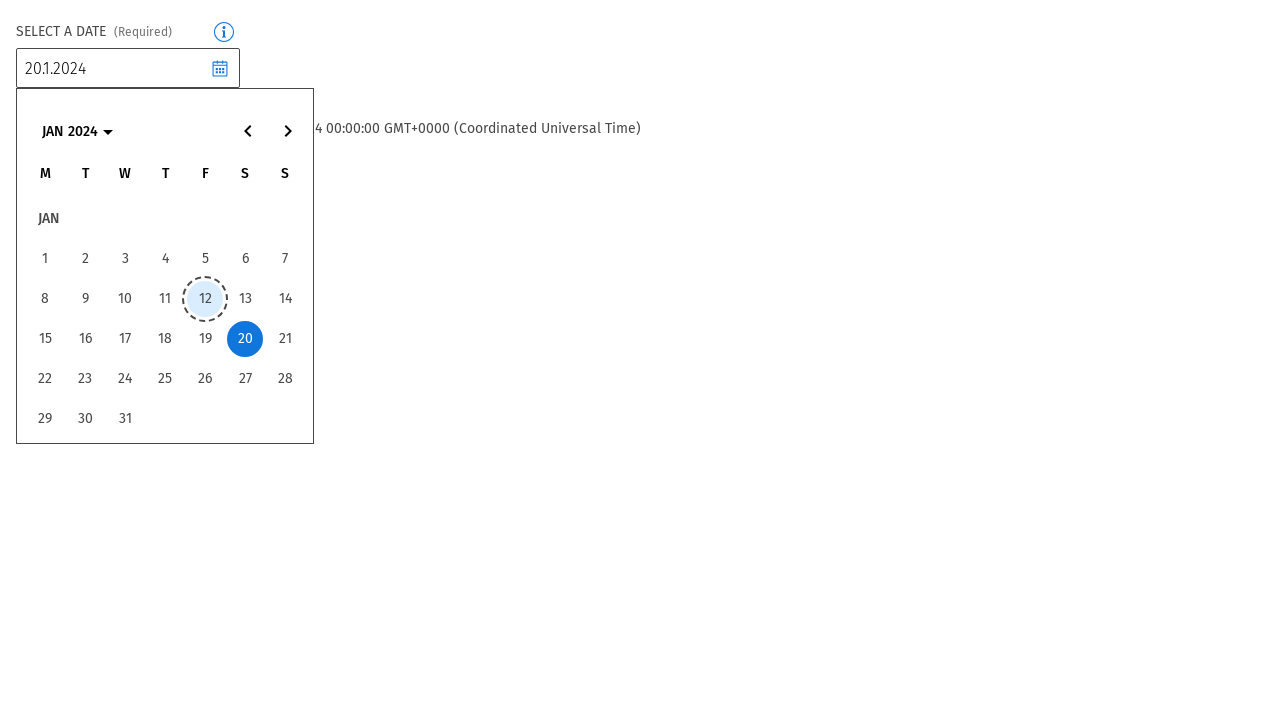 SELECT A DATE (Required)
20.1.2024
JAN 2024
4 00:00:00 GMT+0000 (Coordinated Universal Time)
M T W T F S S
JAN
1 2 3 4 5 6 7
8 9 10 11 12 13 14
15 16 17 18 19 20 21
22 23 24 25 26 27 28
29 30 31